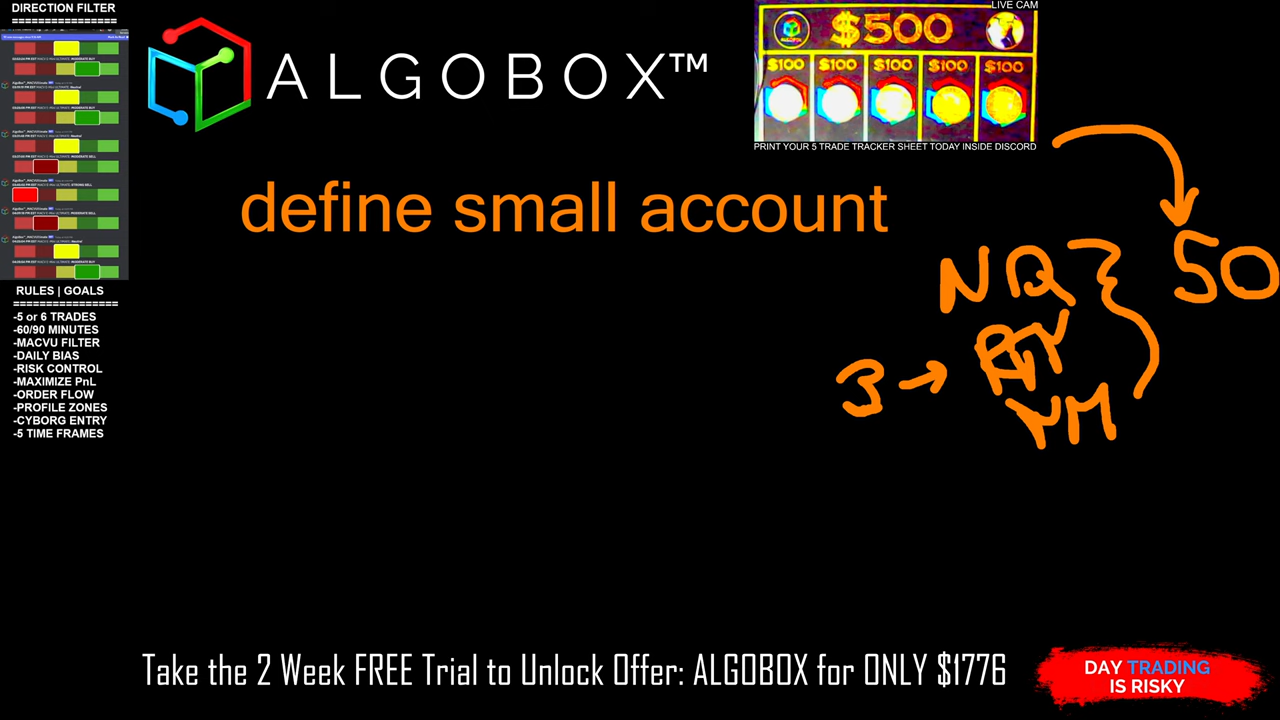 DIRECTION FILTER
====================
RULES | GOALS
====================
-5 or 6 TRADES
-60/90 MINUTES
-MACVU FILTER
-DAILY BIAS
-RISK CONTROL
-MAXIMIZE PnL
-ORDER FLOW
-PROFILE ZONES
-CYBORG ENTRY
-5 TIME FRAMES
ALGOBOX™
LIVE CAM
$500
$100 $100 $100 $100 $100
PRINT YOUR 5 TRADE TRACKER SHEET TODAY INSIDE DISCORD
define small account
NQ
50
3 →
YM
Take the 2 Week FREE Trial to Unlock Offer: ALGOBOX for ONLY $1776
DAY TRADING
IS RISKY